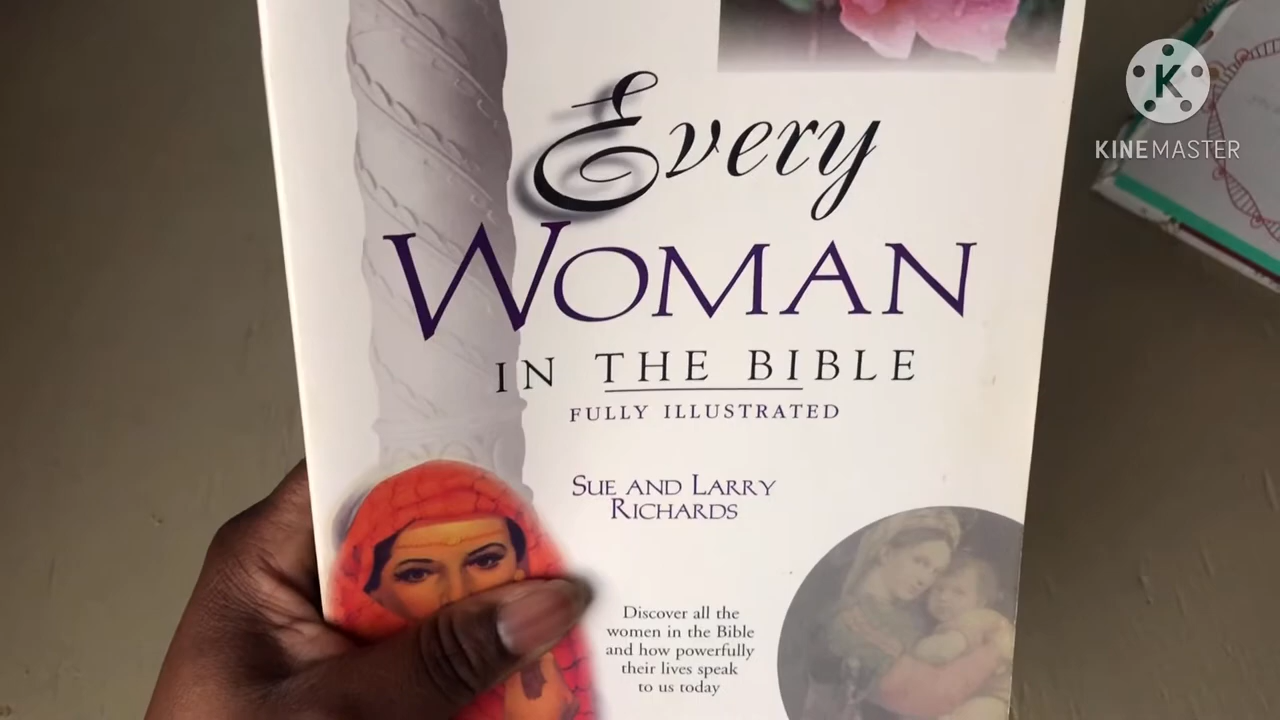 Every
WOMAN
IN THE BIBLE
FULLY ILLUSTRATED
SUE AND LARRY
RICHARDS
Discover all the
women in the Bible
and how powerfully
their lives speak
to us today
K
KINEMASTER